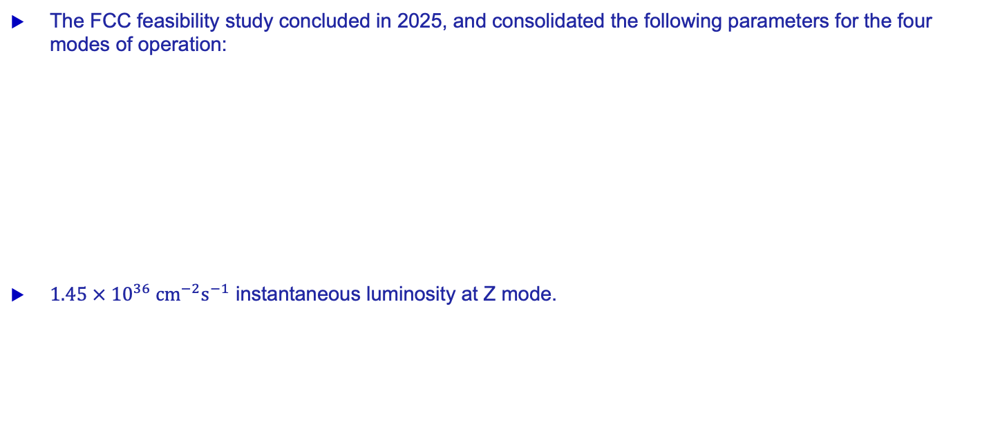 The FCC feasibility study concluded in 2025, and consolidated the following parameters for the four
modes of operation:
1.45 × 10³⁶ cm⁻²s⁻¹ instantaneous luminosity at Z mode.